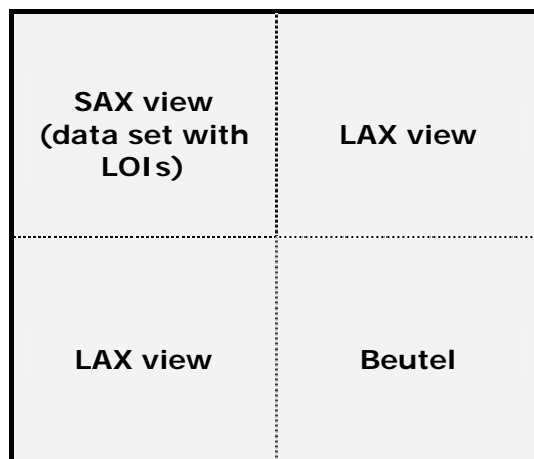 SAX view
(data set with
LOIs)
LAX view
LAX view
Beutel